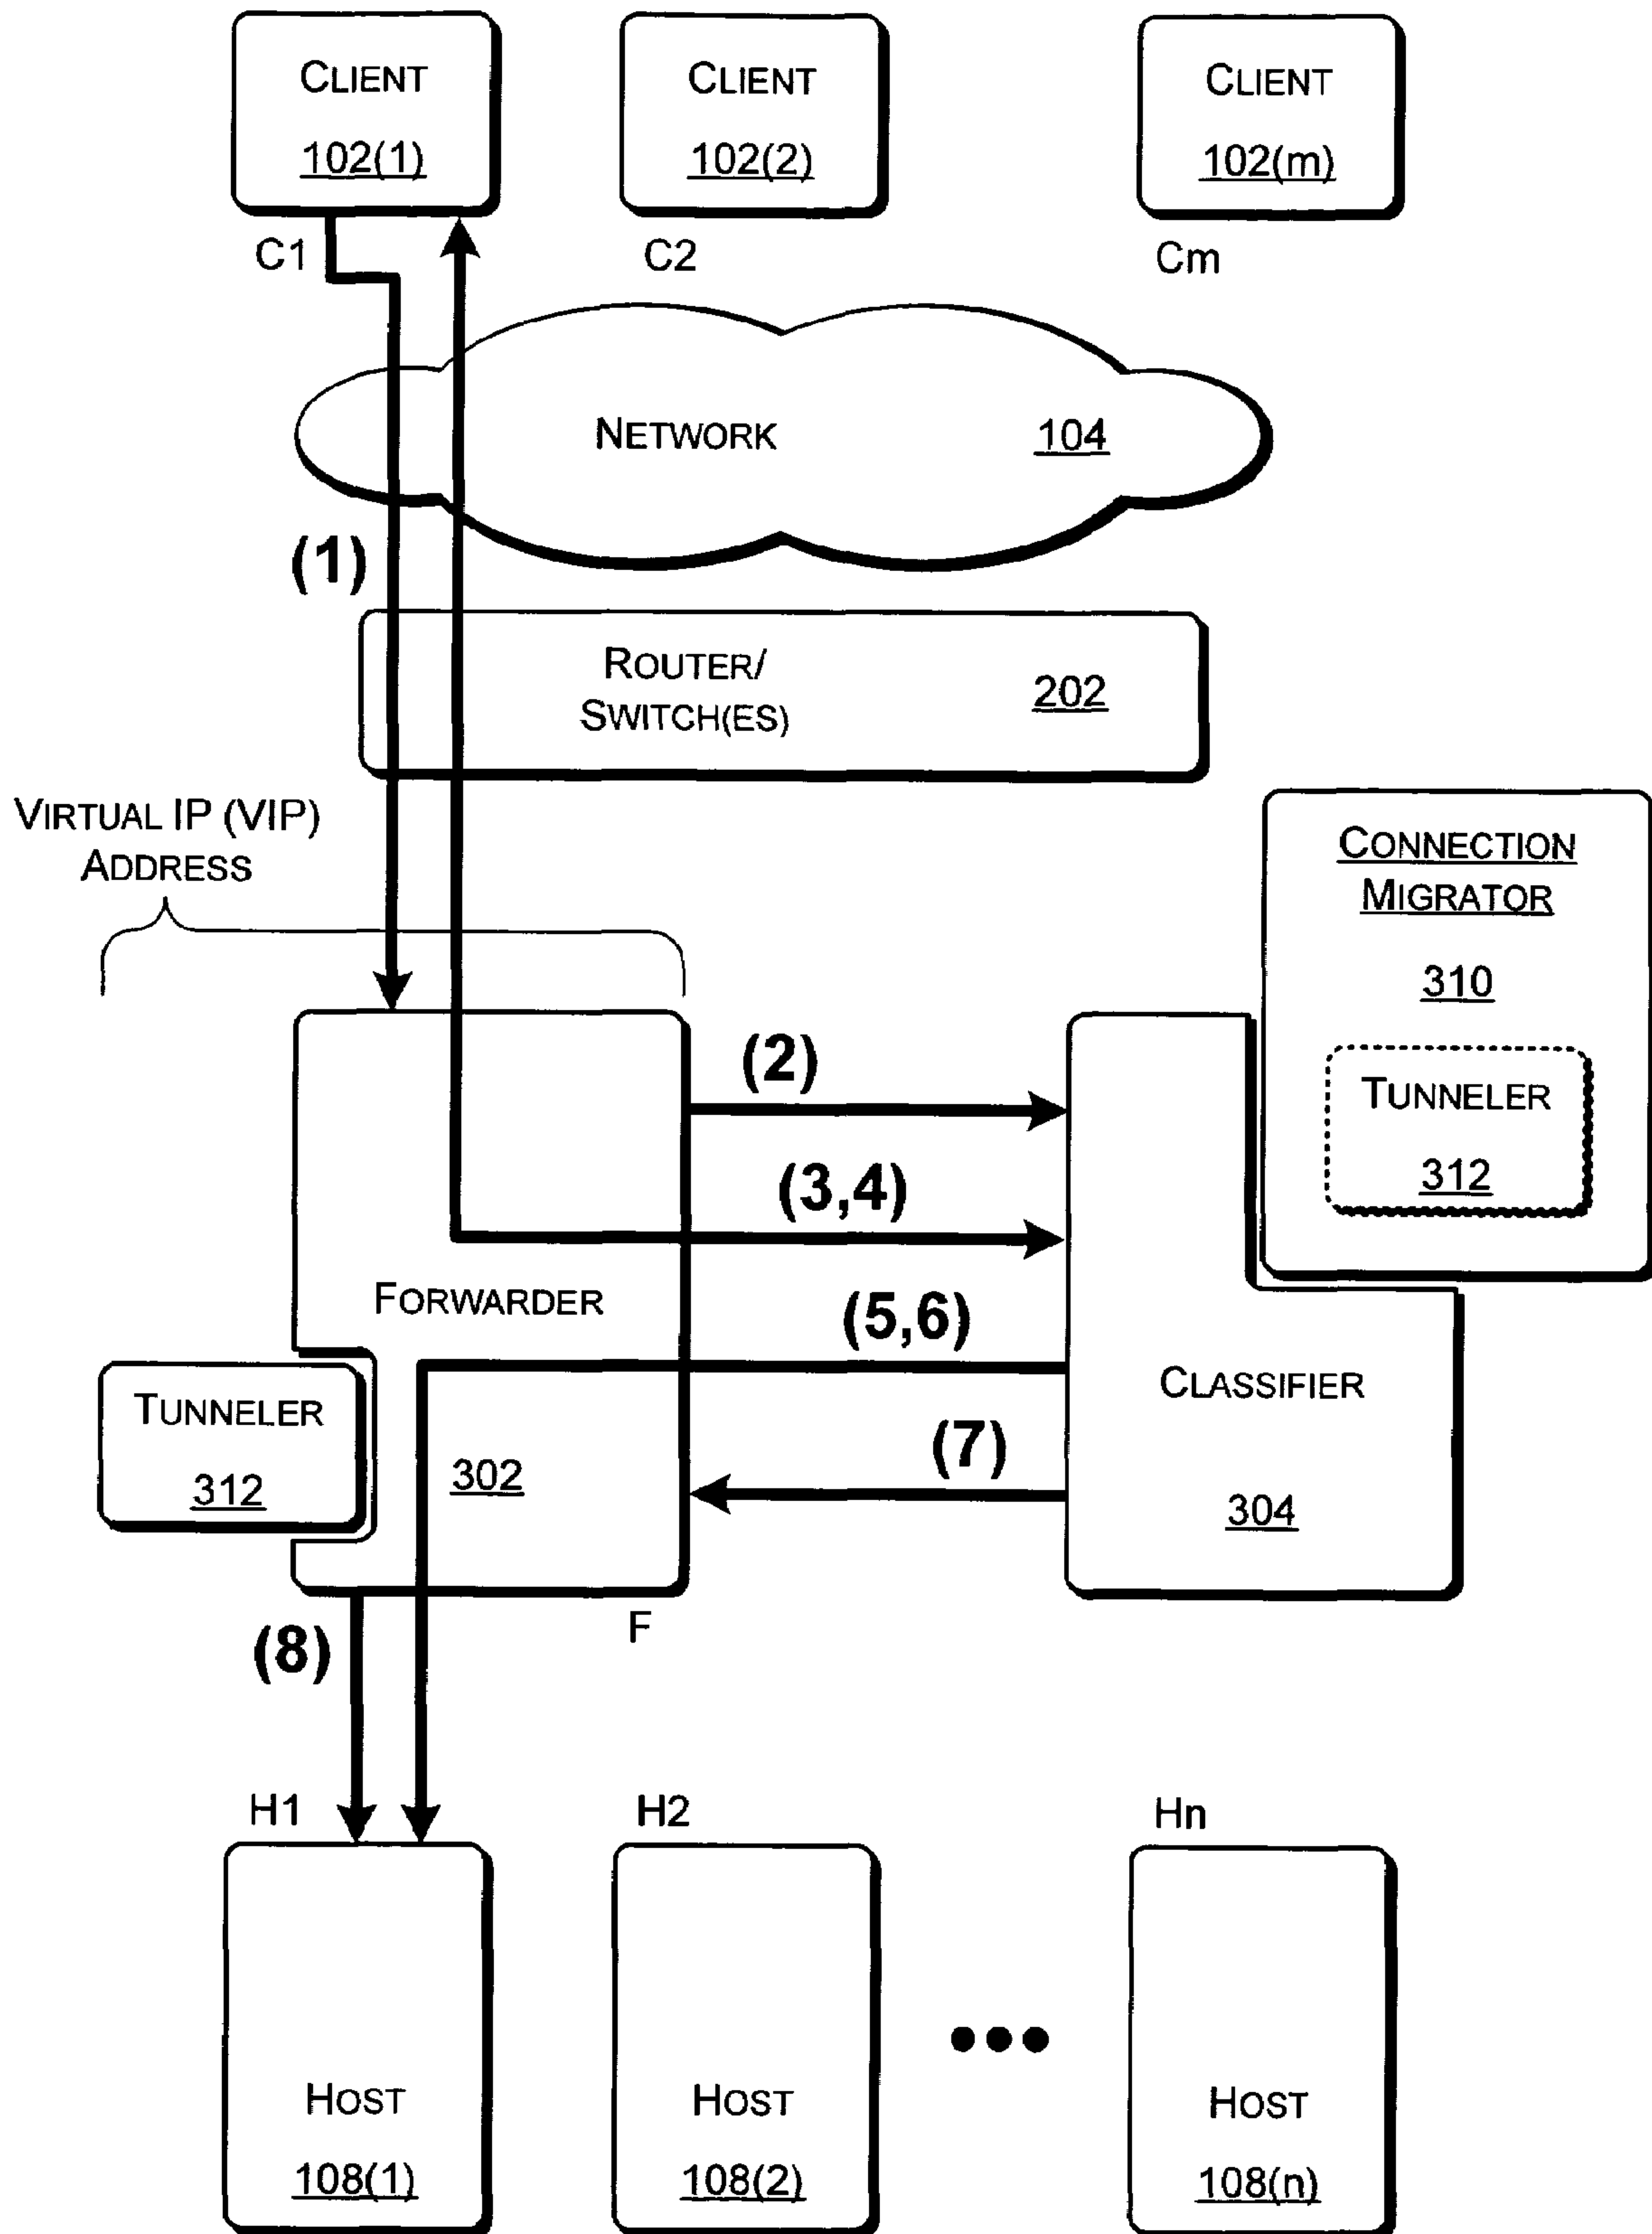 CLIENT
102(1)
CLIENT
102(2)
CLIENT
102(m)
C1
C2
Cm
NETWORK
104
(1)
ROUTER/
SWITCH(ES)
202
VIRTUAL IP (VIP)
ADDRESS
CONNECTION
MIGRATOR
310
TUNNELER
312
(2)
(3,4)
FORWARDER
(5,6)
CLASSIFIER
TUNNELER
312
302
(7)
304
(8)
F
H1
H2
Hn
HOST
108(1)
HOST
108(2)
HOST
108(n)